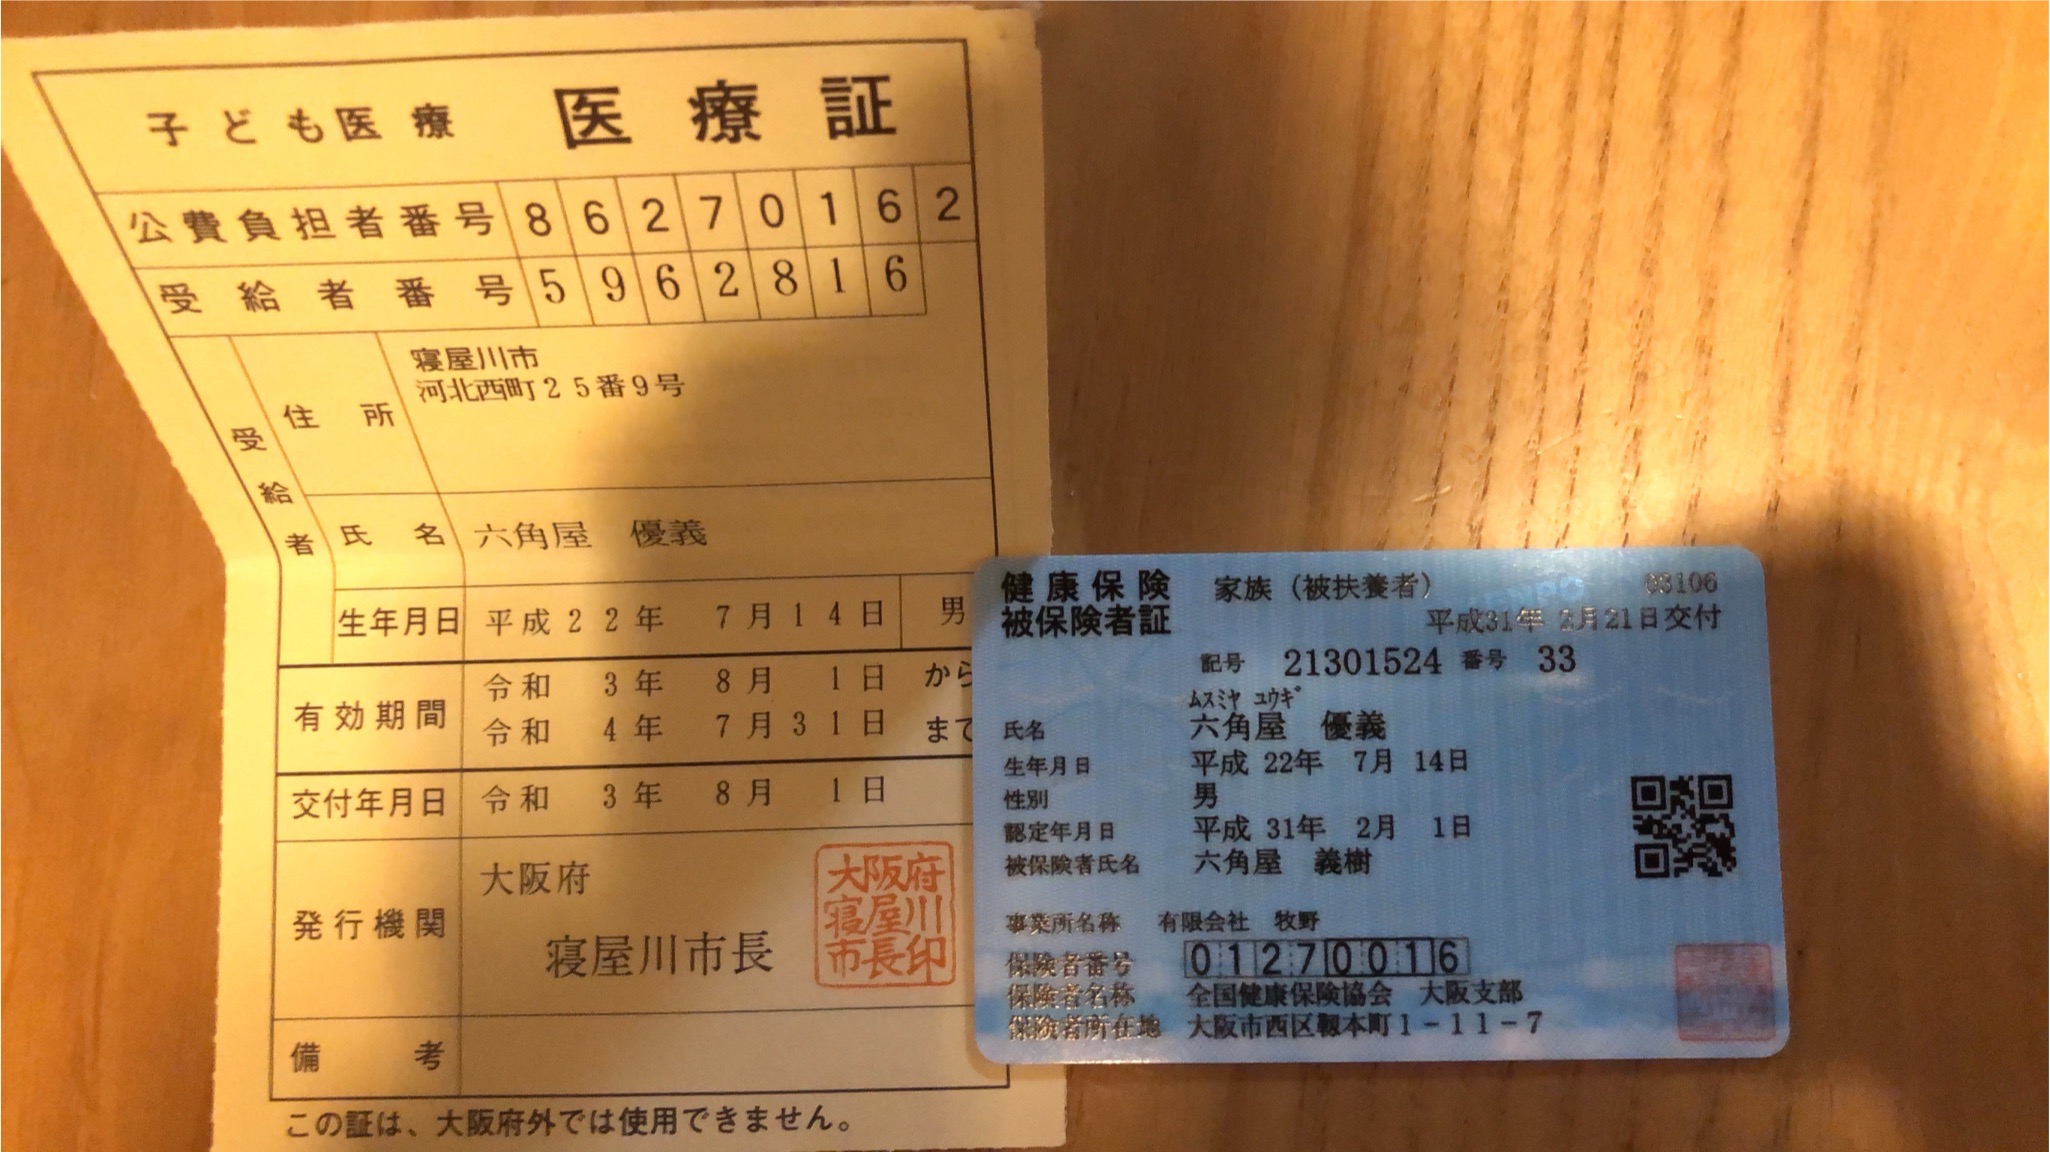 子ども医療 医療証
公費負担者番号 86270162
受給者番号 5962816
受給者
住所
寝屋川市
河北西町25番9号
氏名 六角屋 優義
生年月日 平成22年 7月14日 男
有効期間 令和 3年 8月 1日 から
令和 4年 7月31日 まで
交付年月日 令和 3年 8月 1日
発行機関 大阪府
寝屋川市長
大阪府
寝屋川
市長印
備考
この証は、大阪府外では使用できません。
健康保険 家族(被扶養者) 03106
被保険者証 平成31年 2月21日交付
記号 21301524 番号 33
ムスミヤ ユウギ
氏名 六角屋 優義
生年月日 平成 22年 7月 14日
性別 男
認定年月日 平成 31年 2月 1日
被保険者氏名 六角屋 義樹
事業所名称 有限会社 牧野
保険者番号 01270016
保険者名称 全国健康保険協会 大阪支部
保険者所在地 大阪市西区靱本町1-11-7